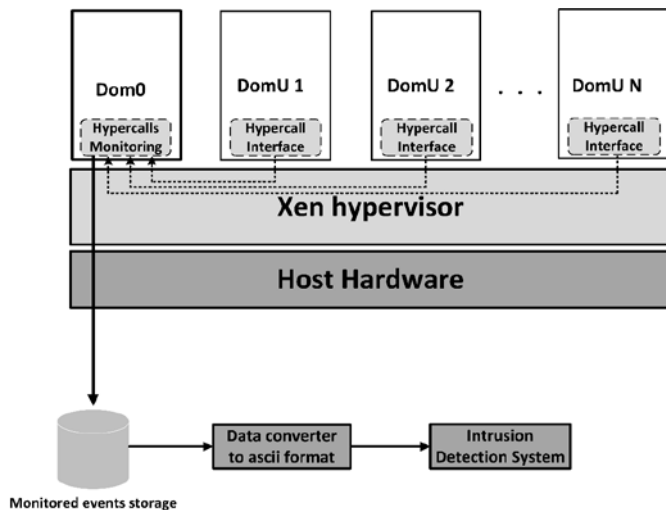 Dom0
DomU 1
DomU 2
. . .
DomU N
Hypercalls
Monitoring
Hypercall
Interface
Hypercall
Interface
Hypercall
Interface
Xen hypervisor
Host Hardware
Data converter
to ascii format
Intrusion
Detection System
Monitored events storage